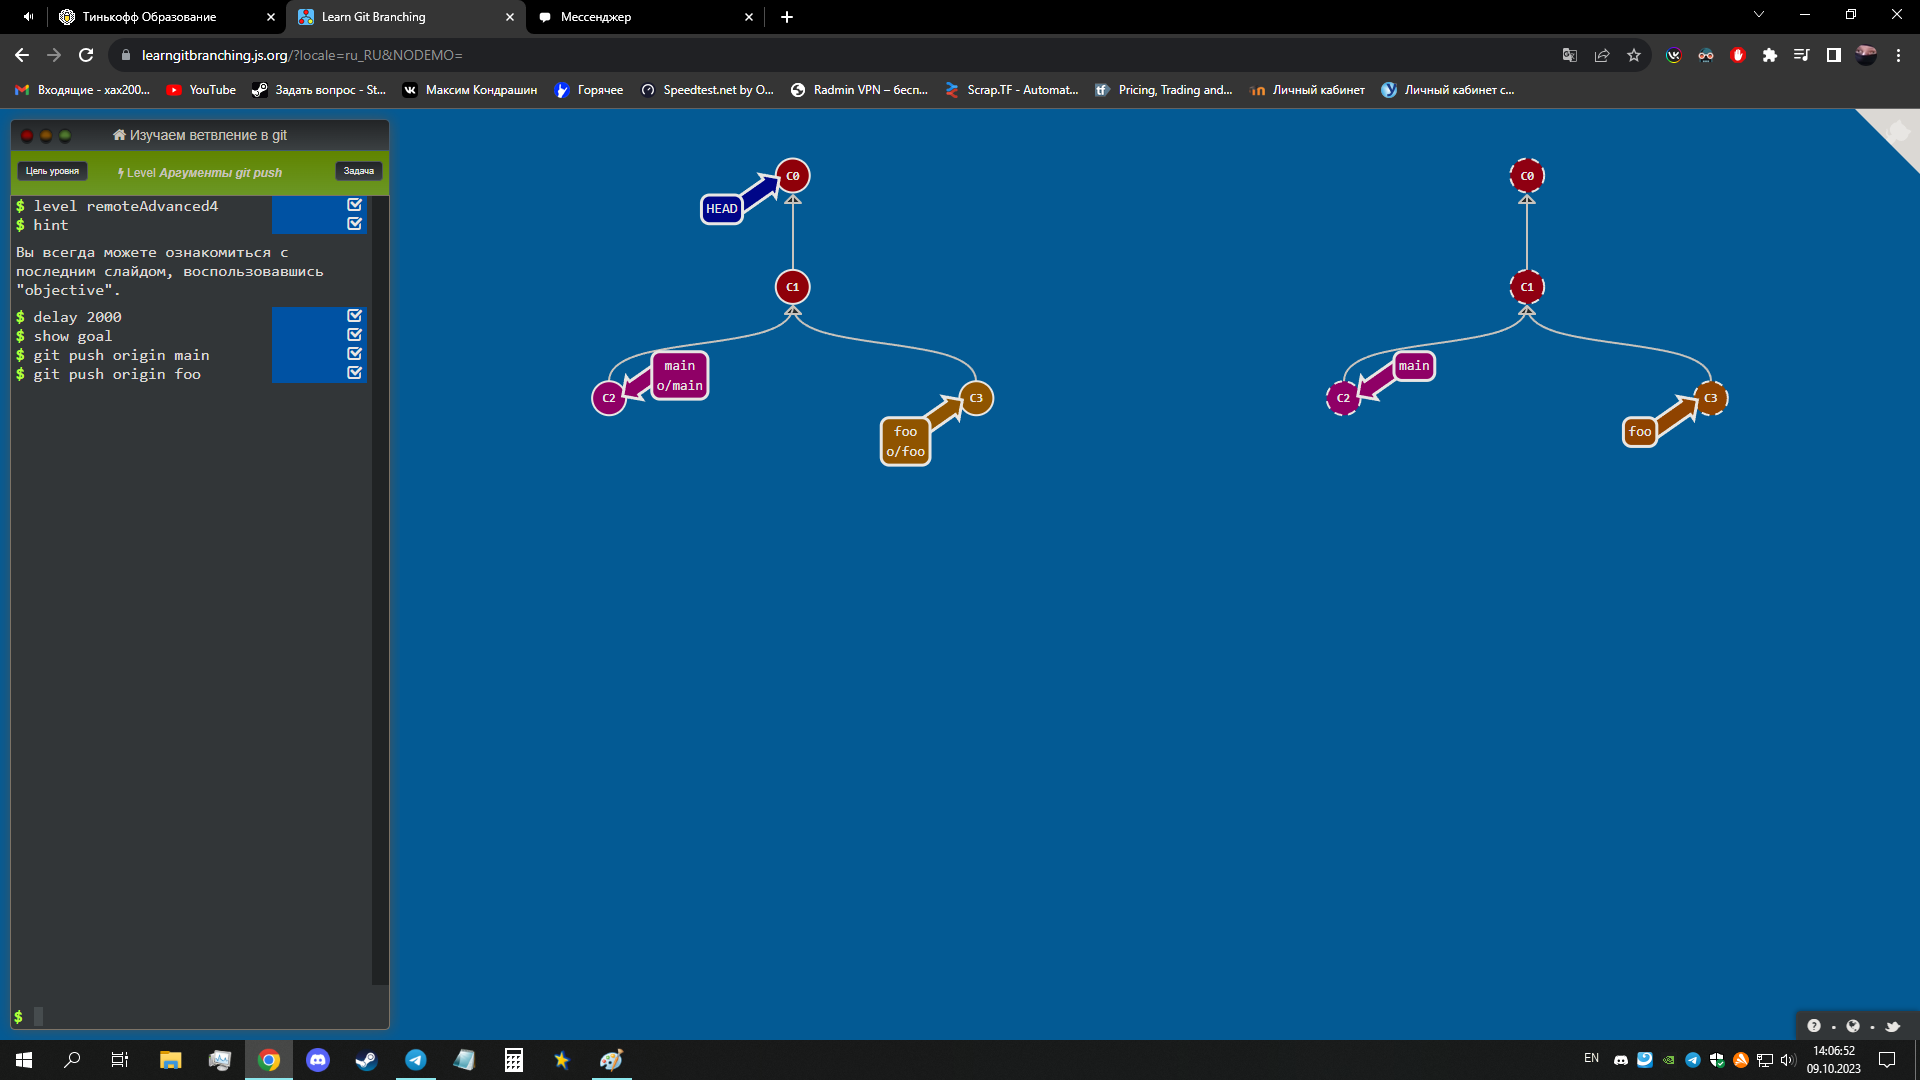 Тинькофф Образование
Learn Git Branching
Мессенджер
learngitbranching.js.org/?locale=ru_RU&NODEMO=
Входящие - xax200...
YouTube
Задать вопрос - St...
Максим Кондрашин
Горячее
Speedtest.net by O...
Radmin VPN – бесп...
Scrap.TF - Automat...
Pricing, Trading and...
Личный кабинет
Личный кабинет с...
Изучаем ветвление в git
Цель уровня
Level Аргументы git push
Задача
$ level remoteAdvanced4
$ hint
Вы всегда можете ознакомиться с
последним слайдом, воспользовавшись
"objective".
$ delay 2000
$ show goal
$ git push origin main
$ git push origin foo
$
C0
HEAD
C1
main
o/main
C2
C3
foo
o/foo
C0
C1
main
C2
C3
foo
EN
14:06:52
09.10.2023